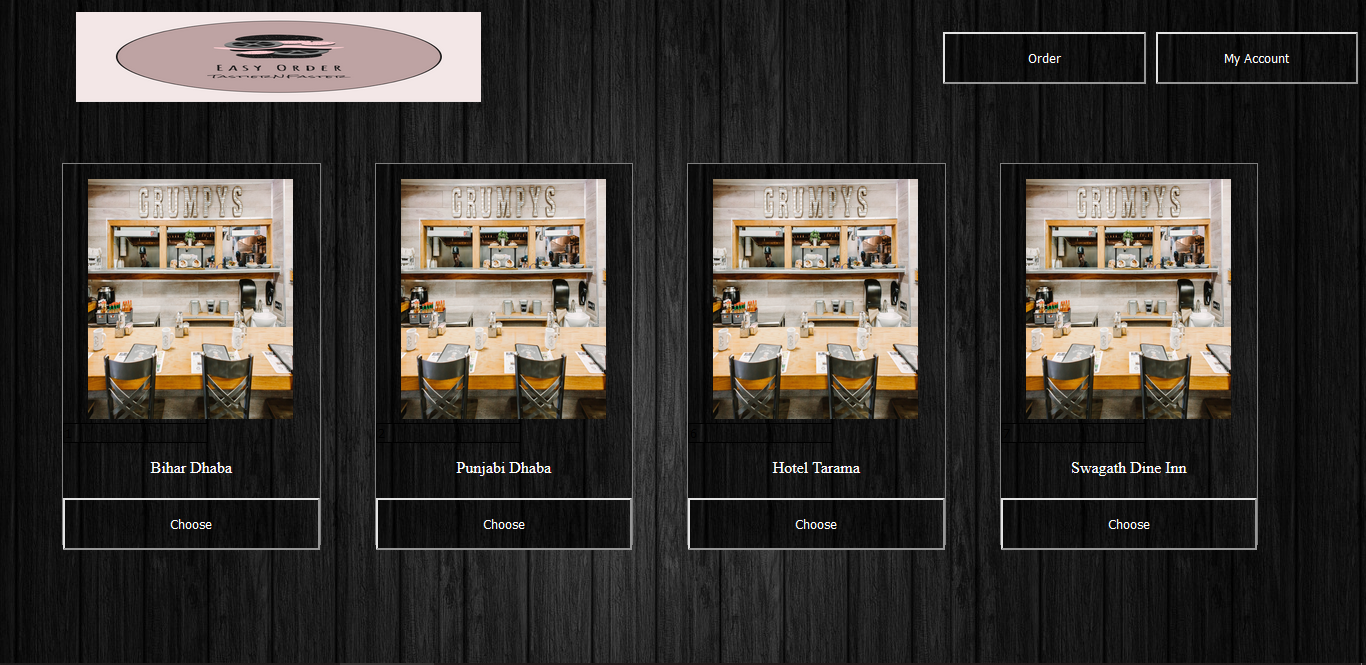 EASY ORDER
TASTIER N FASTER
Order
My Account
GRUMPYS
GRUMPYS
GRUMPYS
GRUMPYS
Bihar Dhaba
Punjabi Dhaba
Hotel Tarama
Swagath Dine Inn
Choose
Choose
Choose
Choose